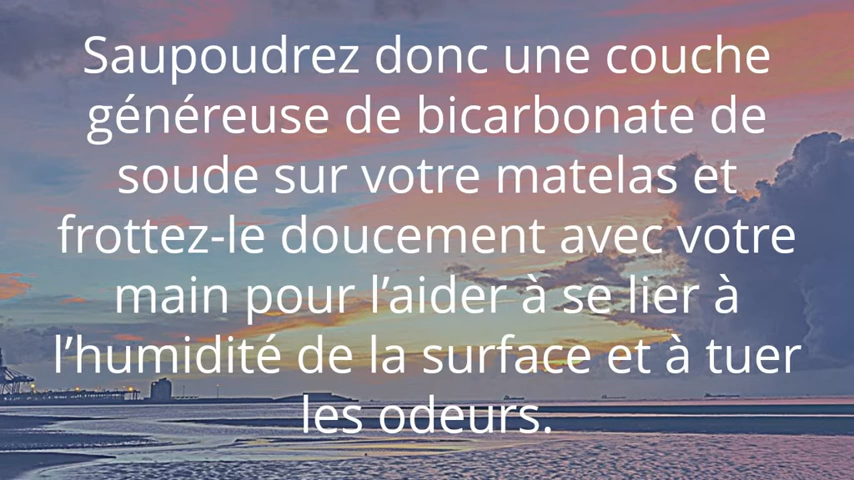 Saupoudrez donc une couche
généreuse de bicarbonate de
soude sur votre matelas et
frottez-le doucement avec votre
main pour l’aider à se lier à
l’humidité de la surface et à tuer
les odeurs.